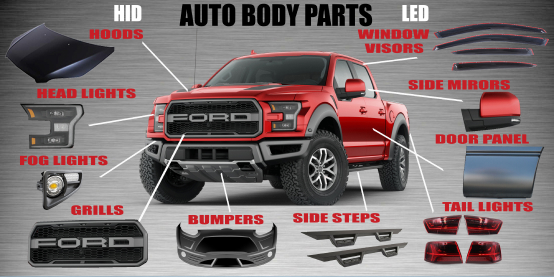 HID
AUTO BODY PARTS
LED
HOODS
WINDOW
VISORS
HEAD LIGHTS
SIDE MIRORS
FORD
DOOR PANEL
FOG LIGHTS
GRILLS
BUMPERS
SIDE STEPS
TAIL LIGHTS
FORD